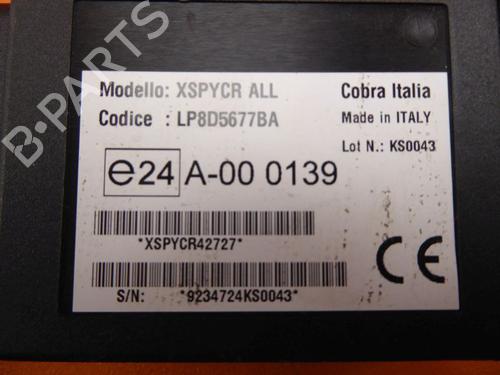 B-PARTS
Modello: XSPYCR ALL
Codice : LP8D5677BA
Cobra Italia
Made in ITALY
Lot N.: KS0043
e24 A-00 0139
*XSPYCR42727*
CE
S/N: *9234724KS0043*